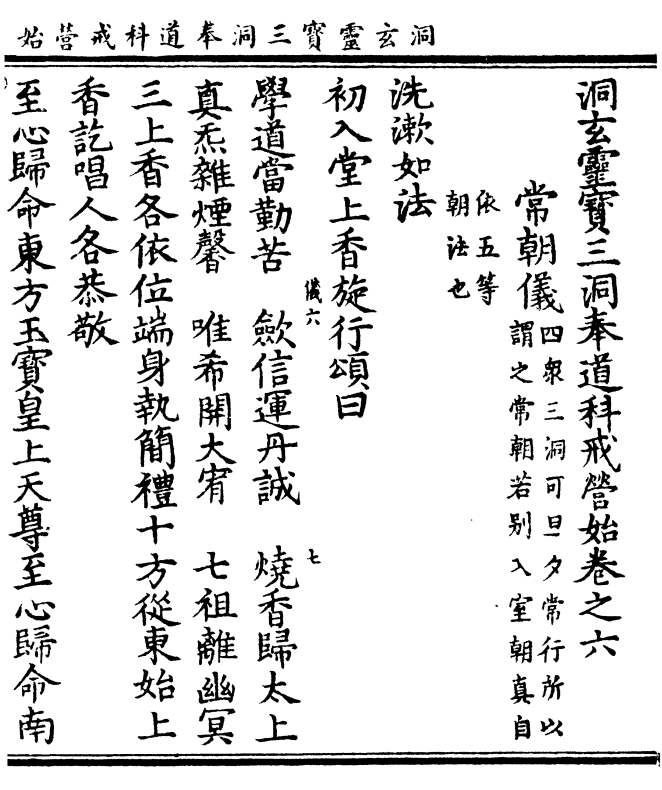 洞玄靈寶三洞奉道科戒營始
洞玄靈寶三洞奉道科戒營始卷之六
常朝儀四衆三洞可旦夕常行所以
謂之常朝若别入室朝真自
依五等
朝法也
洗漱如法
初入堂上香旋行頌曰
儀六
七
學道當勤苦　歛信運丹誠　燒香歸太上
真炁雜煙馨　唯希開大宥　七祖離幽冥
三上香各依位端身執簡禮十方從東始上
香訖唱人各恭敬
至心歸命東方玉寶皇上天尊至心歸命南